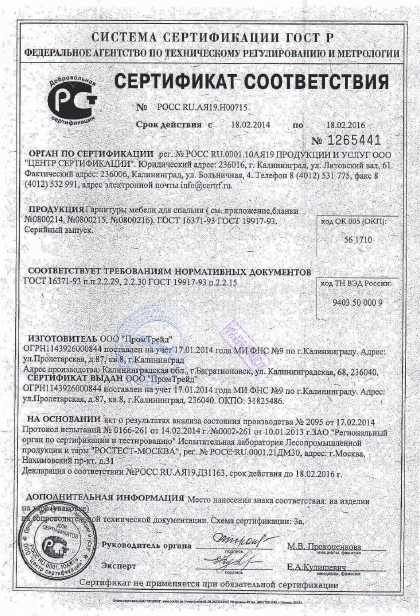 СИСТЕМА СЕРТИФИКАЦИИ ГОСТ Р
ФЕДЕРАЛЬНОЕ АГЕНТСТВО ПО ТЕХНИЧЕСКОМУ РЕГУЛИРОВАНИЮ И МЕТРОЛОГИИ
Добровольное
СЕРТИФИКАТ СООТВЕТСТВИЯ
№ РОСС RU.АЯ19.Н00715
Срок действия с 18.02.2014 по 18.02.2016
№ 1265441
ОРГАН ПО СЕРТИФИКАЦИИ рег. № РОСС RU.0001.10АЯ19 ПРОДУКЦИИ И УСЛУГ ООО
"ЦЕНТР СЕРТИФИКАЦИИ". Юридический адрес: 236016, г. Калининград, ул. Литовский вал, 61.
Фактический адрес: 236006, Калининград, ул. Больничная, 4. Телефон 8 (4012) 531 775, факс 8
(4012) 532 991, адрес электронной почты info@certrf.ru.
ПРОДУКЦИЯ Гарнитуры мебели для спальни ( см. приложение,бланки
№0800214, №0800215, №0800216). ГОСТ 16371-93 ГОСТ 19917-93.
Серийный выпуск.
код ОК 005 (ОКП):
56 1710
СООТВЕТСТВУЕТ ТРЕБОВАНИЯМ НОРМАТИВНЫХ ДОКУМЕНТОВ
ГОСТ 16371-93 п.п.2.2.29, 2.2.30 ГОСТ 19917-93 п.2.2.15
код ТН ВЭД России:
9403 50 000 9
ИЗГОТОВИТЕЛЬ ООО "ПромТрейд"
ОГРН1143926000844 поставлен на учет 17.01.2014 года МИ ФНС №9 по г.Калининграду. Адрес:
ул.Пролетарская, д.87, кв.8, г.Калининград
Адрес производства: Калининградская обл., г.Багратионовск, ул. Калининградская, 68, 236040.
СЕРТИФИКАТ ВЫДАН ООО "ПромТрейд"
ОГРН1143926000844 поставлен на учет 17.01.2014 года МИ ФНС №9 по г.Калининграду. Адрес:
ул.Пролетарская, д.87, кв.8, г.Калининград, 236040. ОКПО: 31825486.
НА ОСНОВАНИИ акт о результатах анализа состояния производства № 2095 от 17.02.2014
Протокол испытаний № 0166-261 от 14.02.2014 г.№0002-261 от 10.01.2013 г.ЗАО "Региональный
орган по сертификации и тестированию" Испытательная лаборатория Лесопромышленной
продукции и тары "РОСТЕСТ-МОСКВА", рег. № РОСС RU.0001.21ДМ30, адрес: г.Москва,
Нахимовский пр-кт, д.31
Декларация о соответствии №РОСС RU.АЯ19.Д31163, срок действия до 18.02.2016 г.
ДОПОЛНИТЕЛЬНАЯ ИНФОРМАЦИЯ Место нанесения знака соответствия: на изделии
на таре (упаковке)
на сопроводительной технической документации. Схема сертификации: 3а.
Руководитель органа М.В. Прокопенкова
подпись
Эксперт Е.А.Кулишевич
подпись
Сертификат не применяется при обязательной сертификации